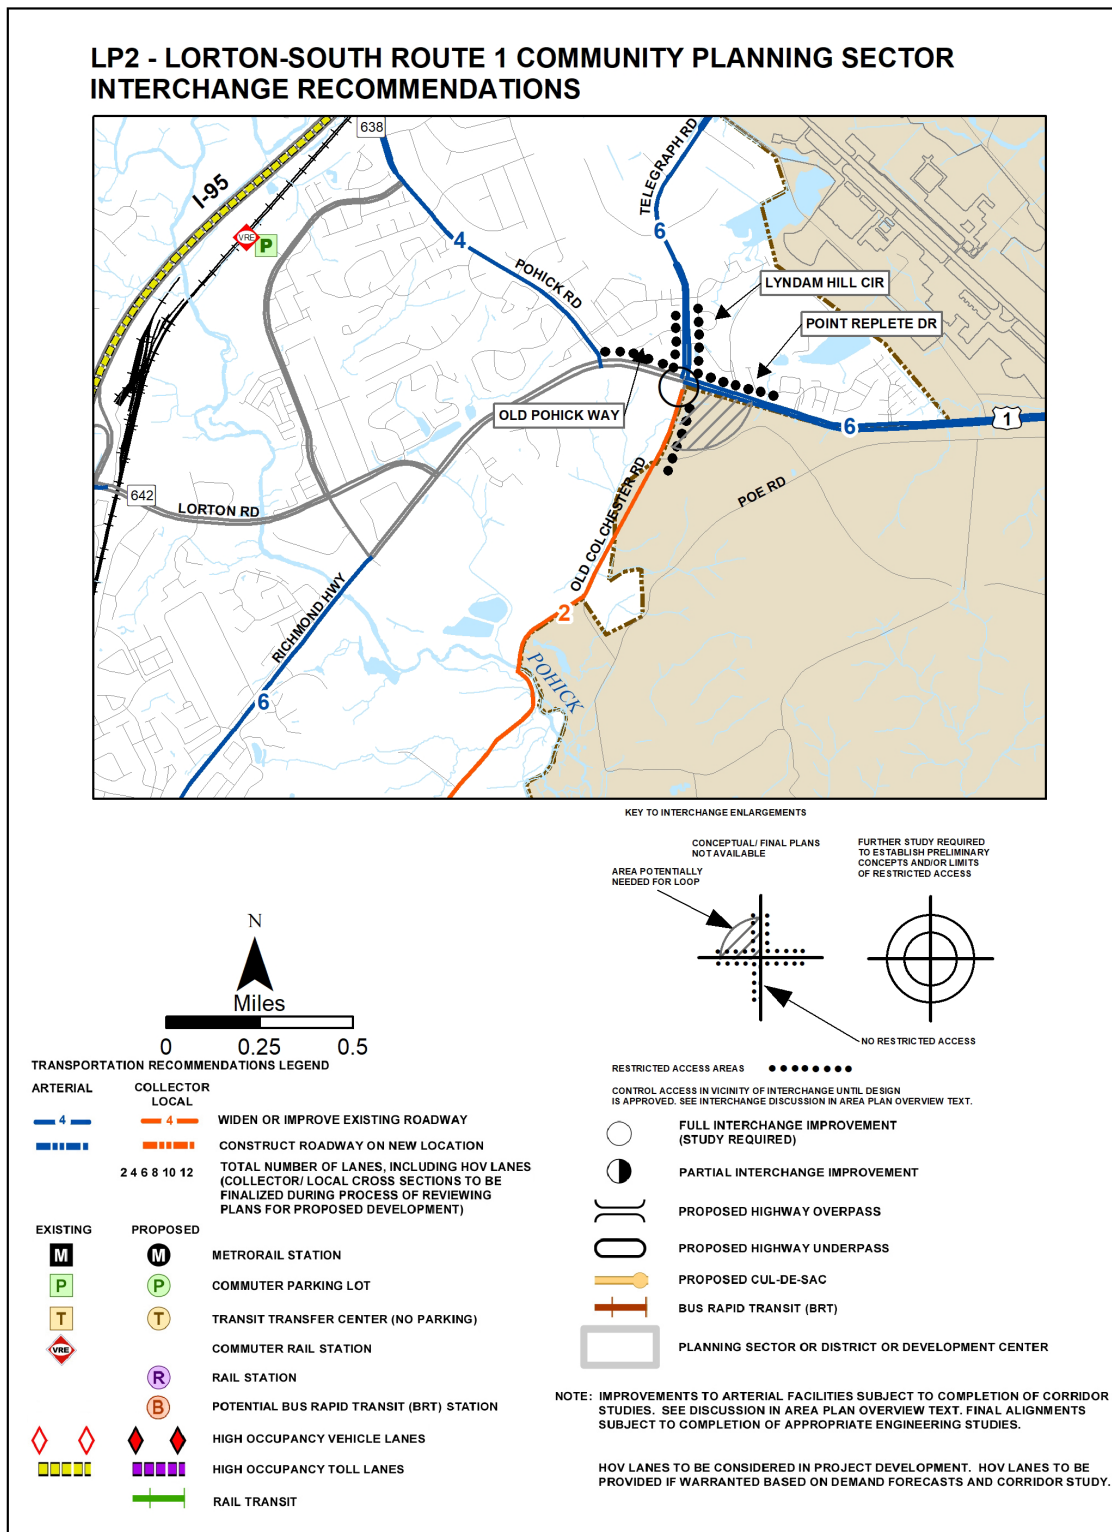 LP2 - LORTON-SOUTH ROUTE 1 COMMUNITY PLANNING SECTOR
INTERCHANGE RECOMMENDATIONS
638
I-95
TELEGRAPH RD
VRE
P
4
6
POHICK RD
LYNDAM HILL CIR
POINT REPLETE DR
OLD POHICK WAY
6
1
642
LORTON RD
POE RD
OLD COLCHESTER RD
RICHMOND HWY
2
POHICK
6
KEY TO INTERCHANGE ENLARGEMENTS
CONCEPTUAL/ FINAL PLANS
NOT AVAILABLE
FURTHER STUDY REQUIRED
TO ESTABLISH PRELIMINARY
CONCEPTS AND/OR LIMITS
OF RESTRICTED ACCESS
AREA POTENTIALLY
NEEDED FOR LOOP
NO RESTRICTED ACCESS
RESTRICTED ACCESS AREAS
CONTROL ACCESS IN VICINITY OF INTERCHANGE UNTIL DESIGN
IS APPROVED. SEE INTERCHANGE DISCUSSION IN AREA PLAN OVERVIEW TEXT.
N
Miles
0 0.25 0.5
TRANSPORTATION RECOMMENDATIONS LEGEND
ARTERIAL
COLLECTOR
LOCAL
4 4 WIDEN OR IMPROVE EXISTING ROADWAY
CONSTRUCT ROADWAY ON NEW LOCATION
2 4 6 8 10 12 TOTAL NUMBER OF LANES, INCLUDING HOV LANES
(COLLECTOR/ LOCAL CROSS SECTIONS TO BE
FINALIZED DURING PROCESS OF REVIEWING
PLANS FOR PROPOSED DEVELOPMENT)
EXISTING PROPOSED
M M METRORAIL STATION
P P COMMUTER PARKING LOT
T T TRANSIT TRANSFER CENTER (NO PARKING)
VRE COMMUTER RAIL STATION
R RAIL STATION
B POTENTIAL BUS RAPID TRANSIT (BRT) STATION
HIGH OCCUPANCY VEHICLE LANES
HIGH OCCUPANCY TOLL LANES
RAIL TRANSIT
FULL INTERCHANGE IMPROVEMENT
(STUDY REQUIRED)
PARTIAL INTERCHANGE IMPROVEMENT
PROPOSED HIGHWAY OVERPASS
PROPOSED HIGHWAY UNDERPASS
PROPOSED CUL-DE-SAC
BUS RAPID TRANSIT (BRT)
PLANNING SECTOR OR DISTRICT OR DEVELOPMENT CENTER
NOTE: IMPROVEMENTS TO ARTERIAL FACILITIES SUBJECT TO COMPLETION OF CORRIDOR
STUDIES. SEE DISCUSSION IN AREA PLAN OVERVIEW TEXT. FINAL ALIGNMENTS
SUBJECT TO COMPLETION OF APPROPRIATE ENGINEERING STUDIES.
HOV LANES TO BE CONSIDERED IN PROJECT DEVELOPMENT. HOV LANES TO BE
PROVIDED IF WARRANTED BASED ON DEMAND FORECASTS AND CORRIDOR STUDY.